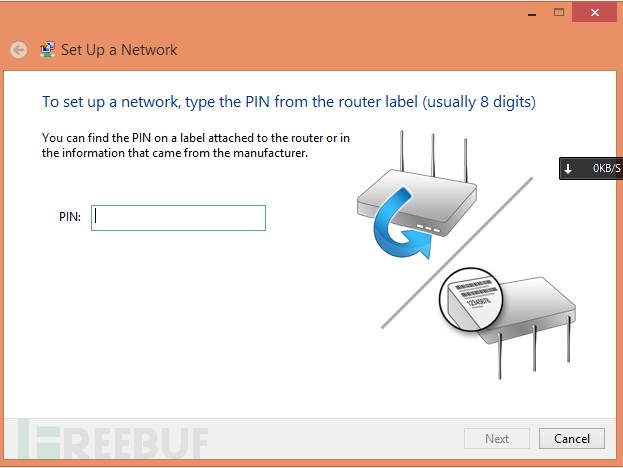 Set Up a Network
To set up a network, type the PIN from the router label (usually 8 digits)
You can find the PIN on a label attached to the router or in
the information that came from the manufacturer.
0KB/S
PIN:
12345678
FREEBUF
Next
Cancel